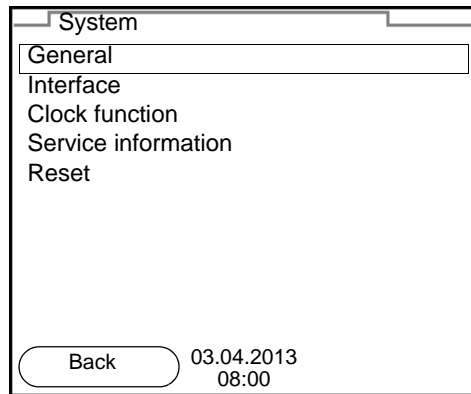 System
General
Interface
Clock function
Service information
Reset
Back
03.04.2013
08:00